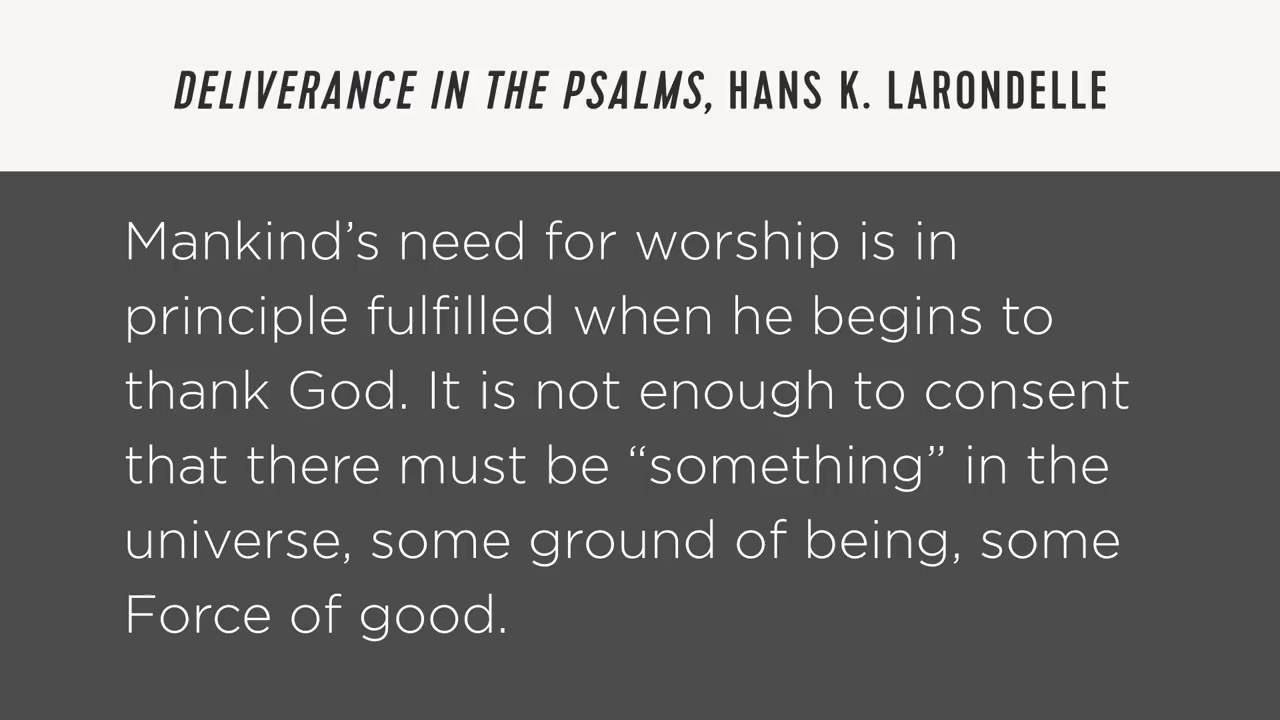 DELIVERANCE IN THE PSALMS, HANS K. LARONDELLE
Mankind’s need for worship is in
principle fulfilled when he begins to
thank God. It is not enough to consent
that there must be “something” in the
universe, some ground of being, some
Force of good.